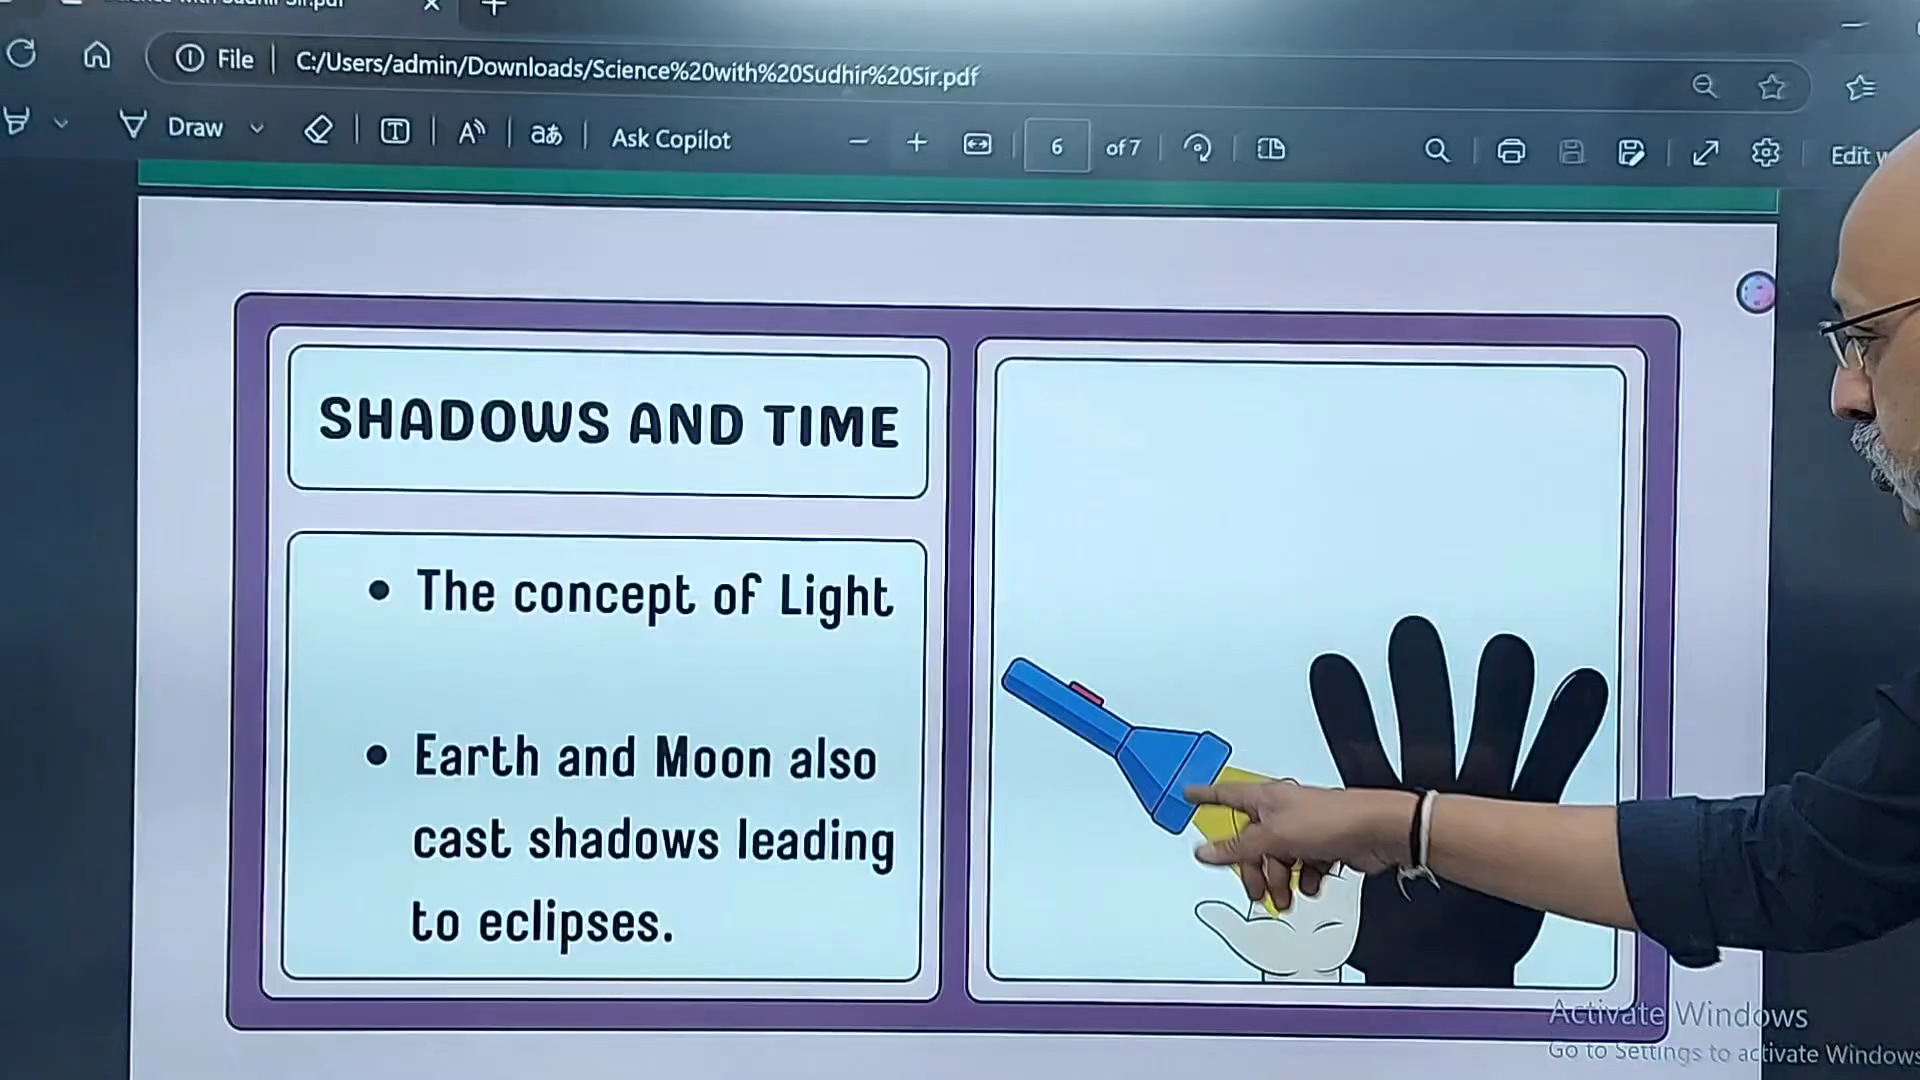 File
C:/Users/admin/Downloads/Science%20with%20Sudhir%20Sir.pdf
Draw
T
A
aあ
Ask Copilot
6
of 7
Edit
SHADOWS AND TIME
• The concept of Light
• Earth and Moon also
cast shadows leading
to eclipses.
Activate Windows
Go to Settings to activate Windows